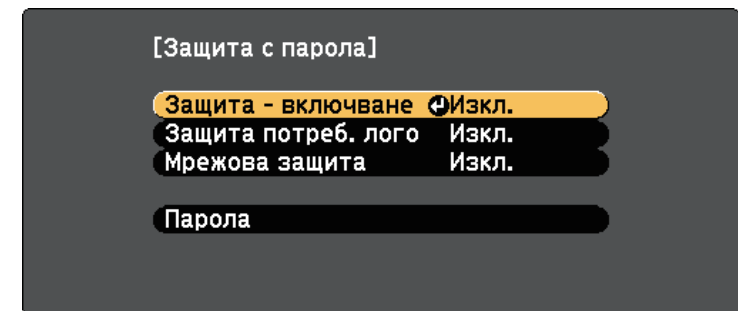 [Защита с парола]
Защита - включване Изкл.
Защита потреб. лого Изкл.
Мрежова защита Изкл.
Парола